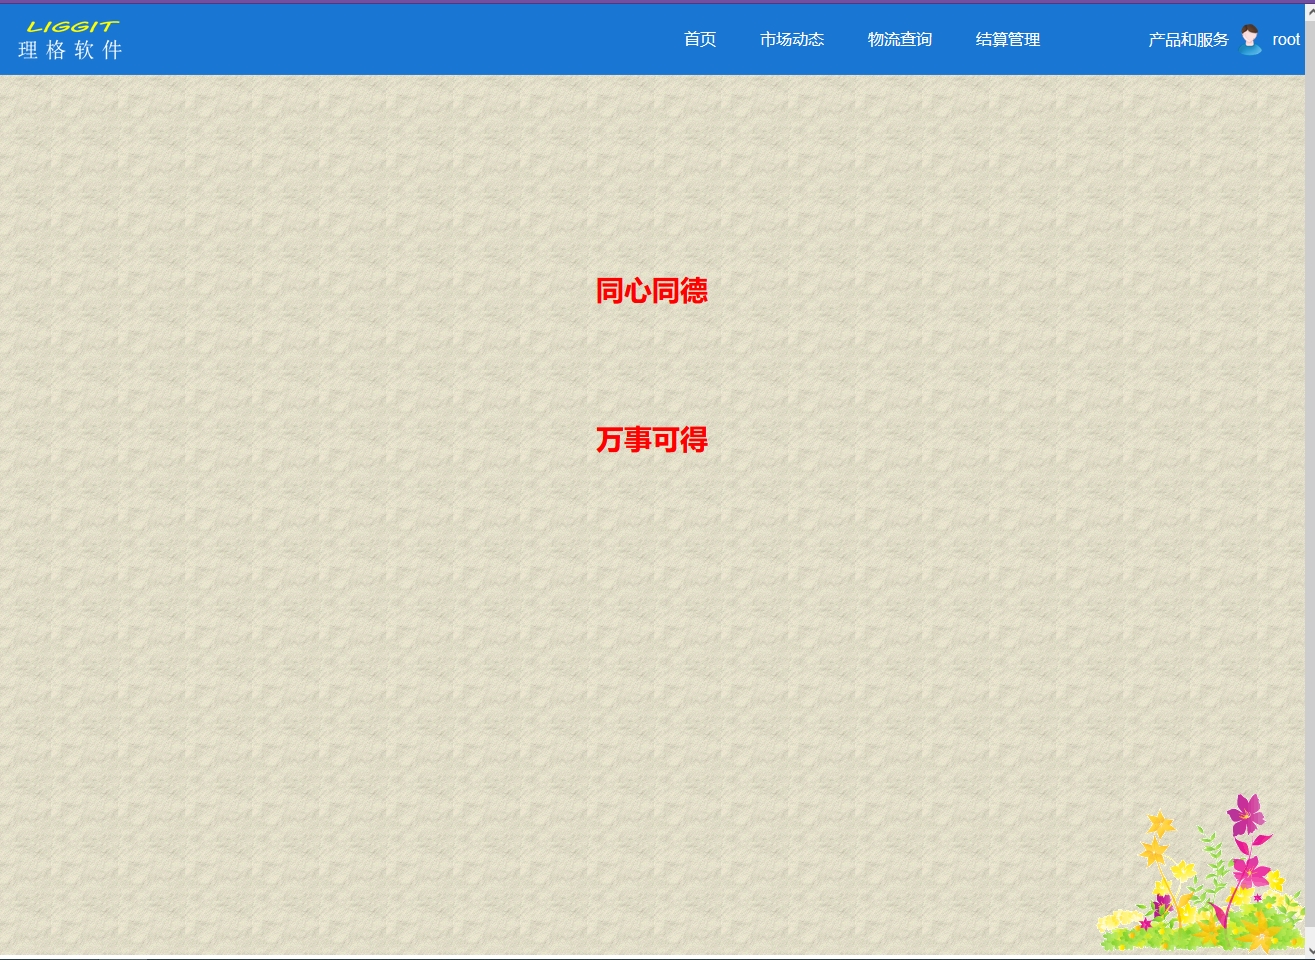 LIGGIT
理格软件
首页 市场动态 物流查询 结算管理 产品和服务 root
同心同德
万事可得